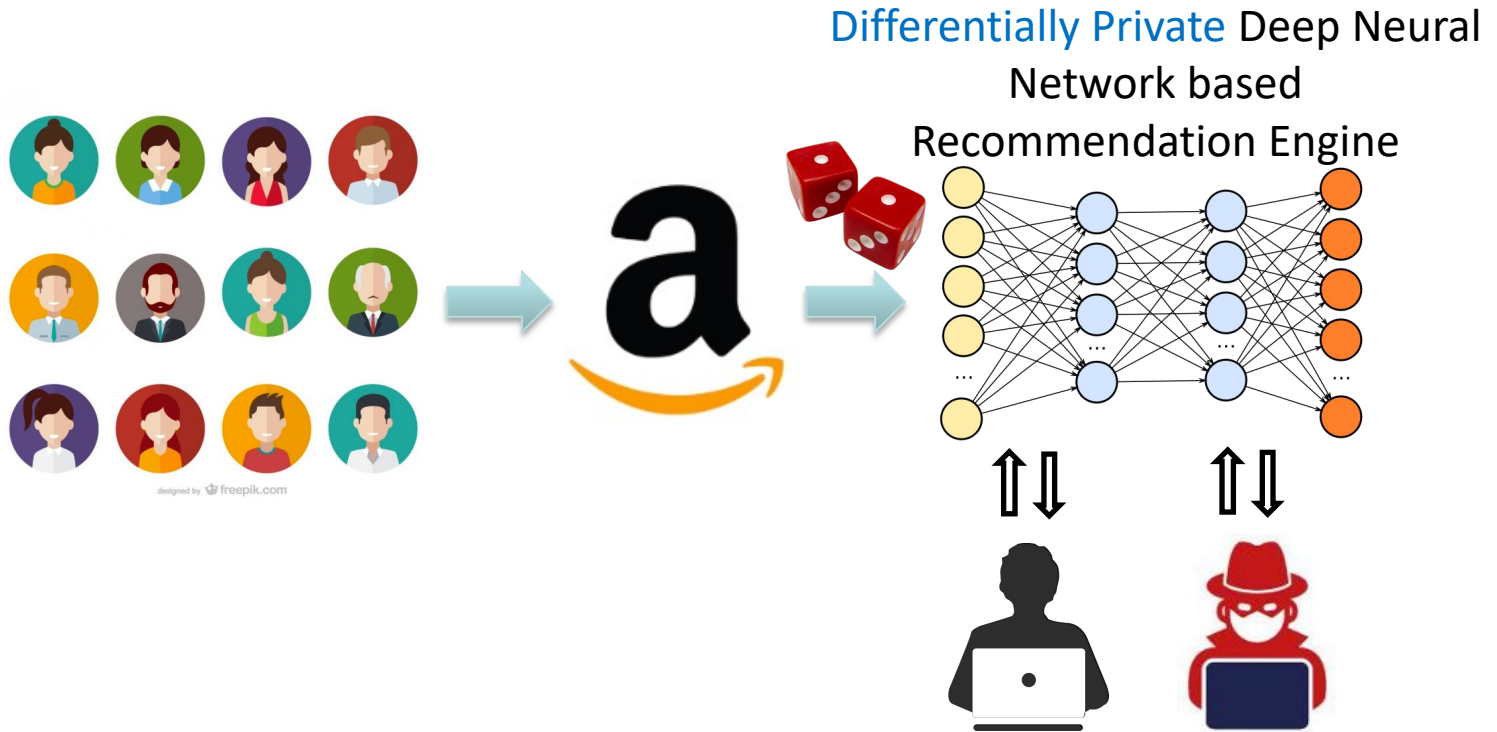 Differentially Private Deep Neural
Network based
Recommendation Engine
a
...
...
...
...
designed by freepik.com